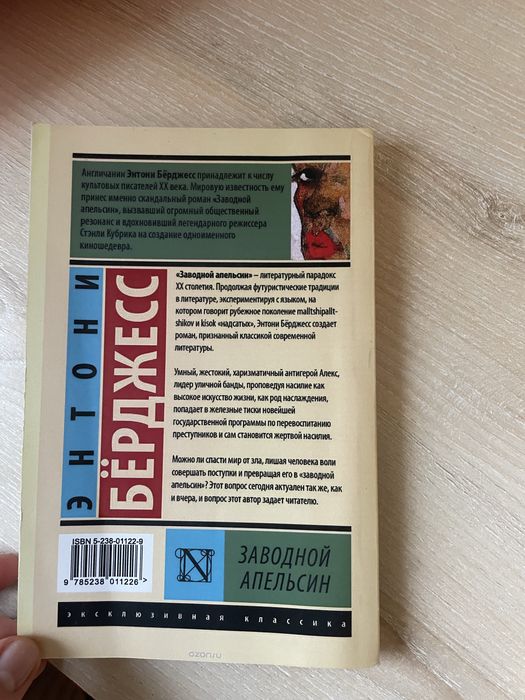 Англичанин Энтони Бёрджесс принадлежит к числу
культовых писателей XX века. Мировую известность ему
принес именно скандальный роман «Заводной
апельсин», вызвавший огромный общественный
резонанс и вдохновивший легендарного режиссера
Стэнли Кубрика на создание одноименного
киношедевра.
ЭНТОНИ
БЁРДЖЕСС
«Заводной апельсин» – литературный парадокс
XX столетия. Продолжая футуристические традиции
в литературе, экспериментируя с языком, на
котором говорит рубежное поколение malltshipallt-
shikov и kisok «надсатых», Энтони Бёрджесс создает
роман, признанный классикой современной
литературы.
Умный, жестокий, харизматичный антигерой Алекс,
лидер уличной банды, проповедуя насилие как
высокое искусство жизни, как род наслаждения,
попадает в железные тиски новейшей
государственной программы по перевоспитанию
преступников и сам становится жертвой насилия.
Можно ли спасти мир от зла, лишая человека воли
совершать поступки и превращая его в «заводной
апельсин»? Этот вопрос сегодня актуален так же, как
и вчера, и вопрос этот автор задает читателю.
ISBN 5-238-01122-9
9 785238 011226 >
N
ЗАВОДНОЙ
АПЕЛЬСИН
эксклюзивная классика
ozon.ru